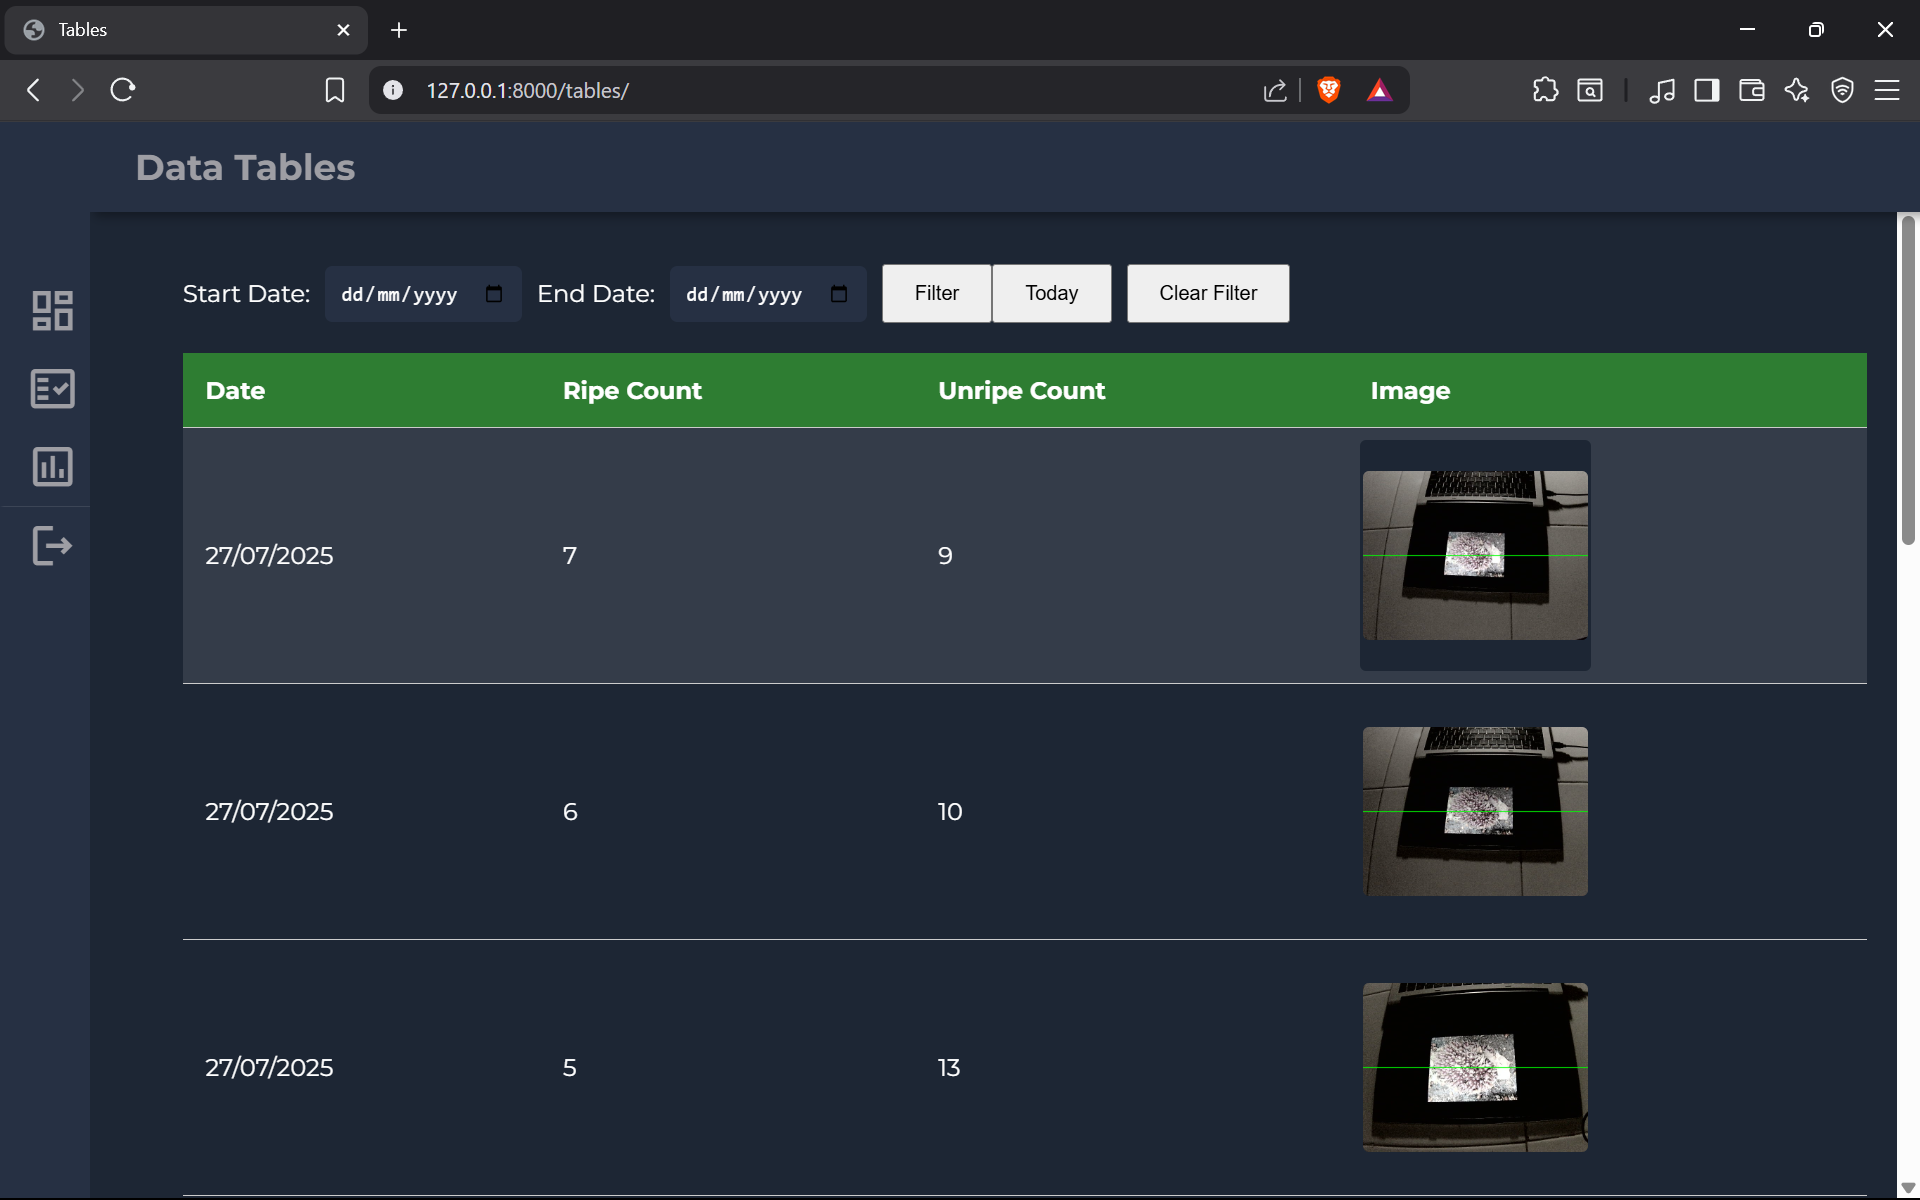 Tables
127.0.0.1:8000/tables/
Data Tables
Start Date: dd/mm/yyyy End Date: dd/mm/yyyy Filter Today Clear Filter
Date Ripe Count Unripe Count Image
27/07/2025 7 9
27/07/2025 6 10
27/07/2025 5 13